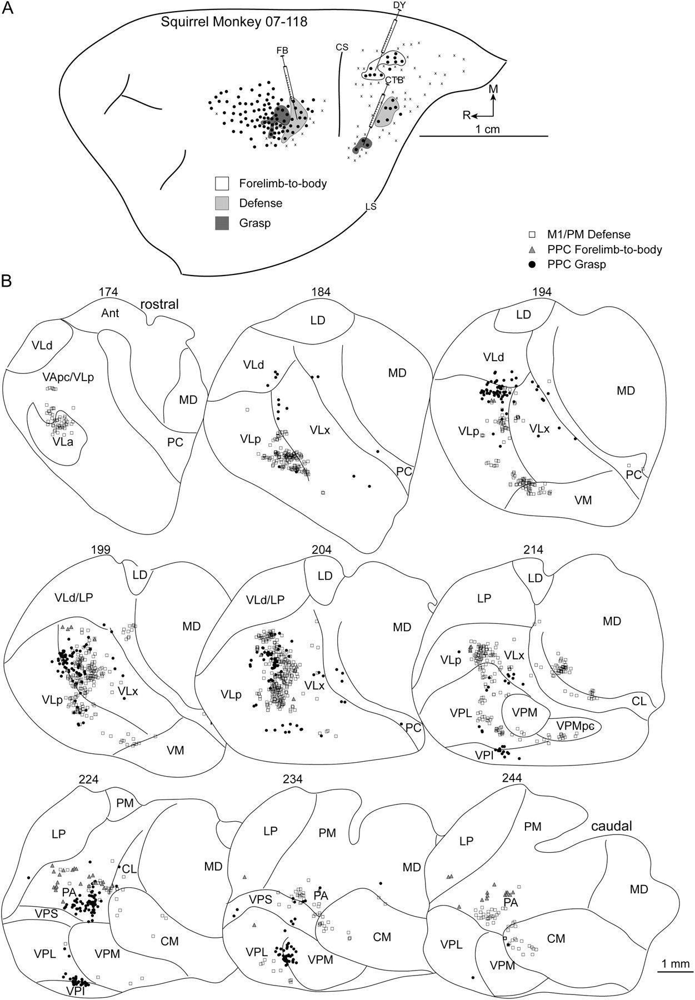 A
Squirrel Monkey 07-118
DY
FB
CS
CTB
M
R
1 cm
Forelimb-to-body
Defense
Grasp
LS
M1/PM Defense
PPC Forelimb-to-body
PPC Grasp
B
174
rostral
Ant
VLd
VApc/VLp
MD
VLa
PC
184
LD
VLd
MD
VLp
VLx
PC
194
LD
VLd
MD
VLp
VLx
PC
VM
199
LD
VLd/LP
MD
VLp
VLx
VM
204
LD
VLd/LP
MD
VLp
VLx
PC
214
LD
LP
MD
VLp
VLx
CL
VPL
VPM
VPMpc
VPI
224
PM
LP
CL
MD
PA
VPS
CM
VPL
VPM
VPI
234
LP
PM
MD
VPS
PA
CM
VPL
VPM
244
PM
caudal
LP
MD
PA
CM
VPL
VPM
1 mm